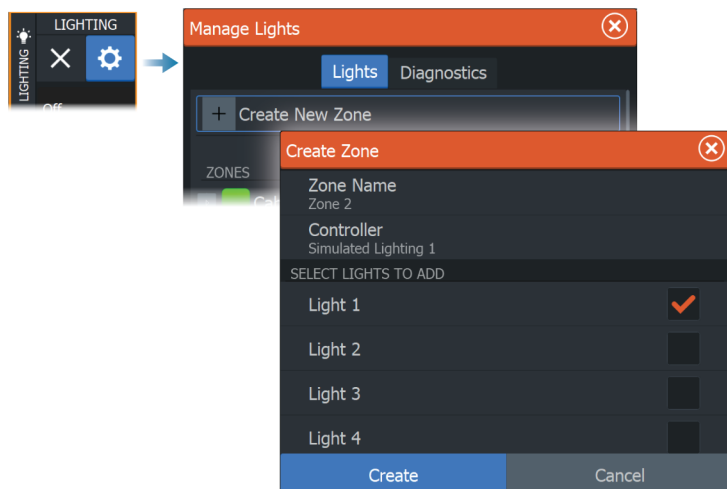 LIGHTING
LIGHTING
Off
Manage Lights
Lights
Diagnostics
+ Create New Zone
ZONES
Create Zone
Zone Name
Zone 2
Controller
Simulated Lighting 1
SELECT LIGHTS TO ADD
Light 1
Light 2
Light 3
Light 4
Create
Cancel